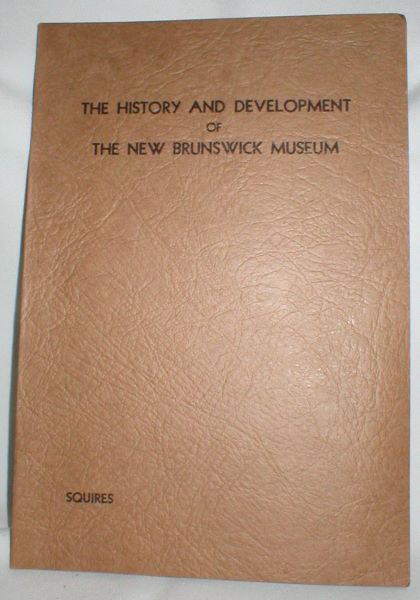 THE HISTORY AND DEVELOPMENT
OF
THE NEW BRUNSWICK MUSEUM
SQUIRES